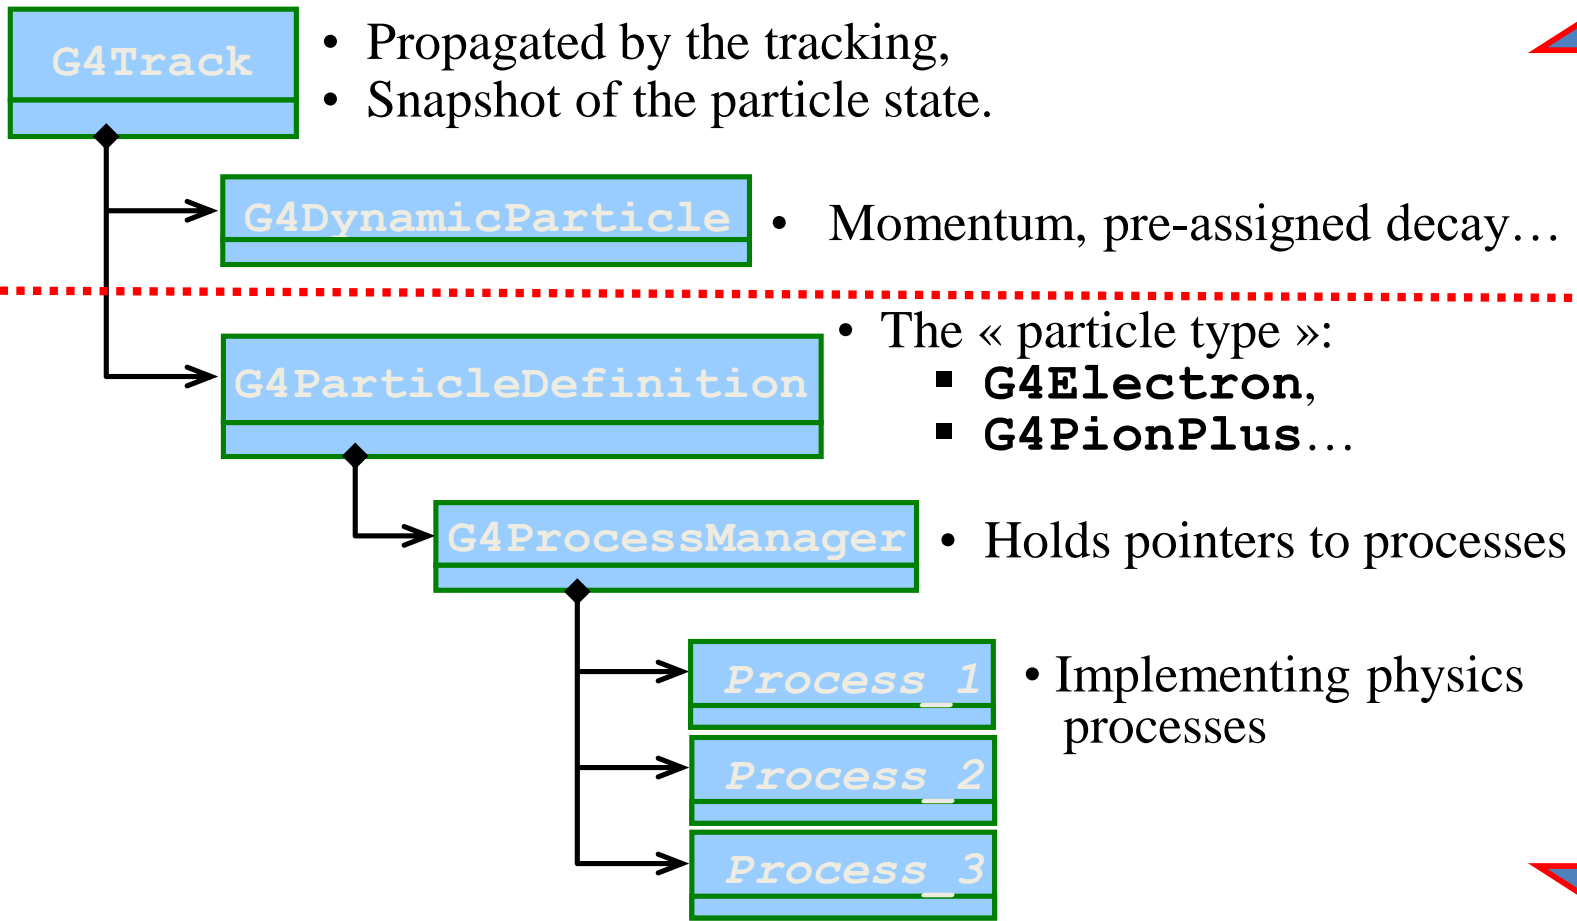 G4Track
• Propagated by the tracking,
• Snapshot of the particle state.
G4DynamicParticle
• Momentum, pre-assigned decay…
• The « particle type »:
▪ G4Electron,
▪ G4PionPlus…
G4ParticleDefinition
G4ProcessManager
• Holds pointers to processes
Process_1
• Implementing physics
processes
Process_2
Process_3